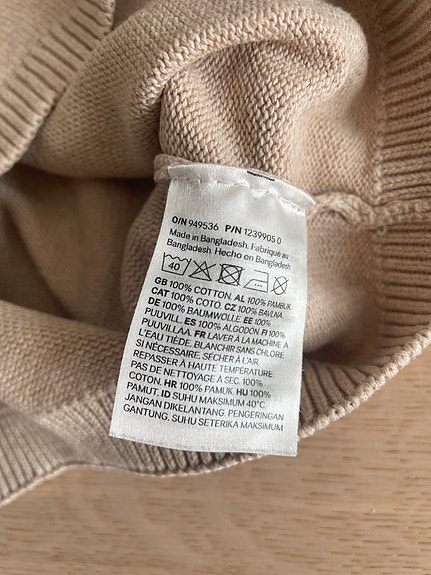 O/N 949536 P/N 1239905 0
Made in Bangladesh. Fabriqué au
Bangladesh. Hecho en Bangladesh
40
GB 100% COTTON. AL 100% PAMBUK.
CAT 100% COTÓ. CZ 100% BAVLNA.
DE 100% BAUMWOLLE. EE 100%
PUUVILL. ES 100% ALGODÓN. FI 100%
PUUVILLAA. FR LAVER À LA MACHINE À
L'EAU TIÈDE. BLANCHIR SANS CHLORE
SI NÉCESSAIRE. SÉCHER À L'AIR.
REPASSER À HAUTE TEMPÉRATURE.
PAS DE NETTOYAGE À SEC. 100%
COTON. HR 100% PAMUK. HU 100%
PAMUT. ID SUHU MAKSIMUM 40°C.
JANGAN DIKELANTANG. PENGERINGAN
GANTUNG. SUHU SETERIKA MAKSIMUM